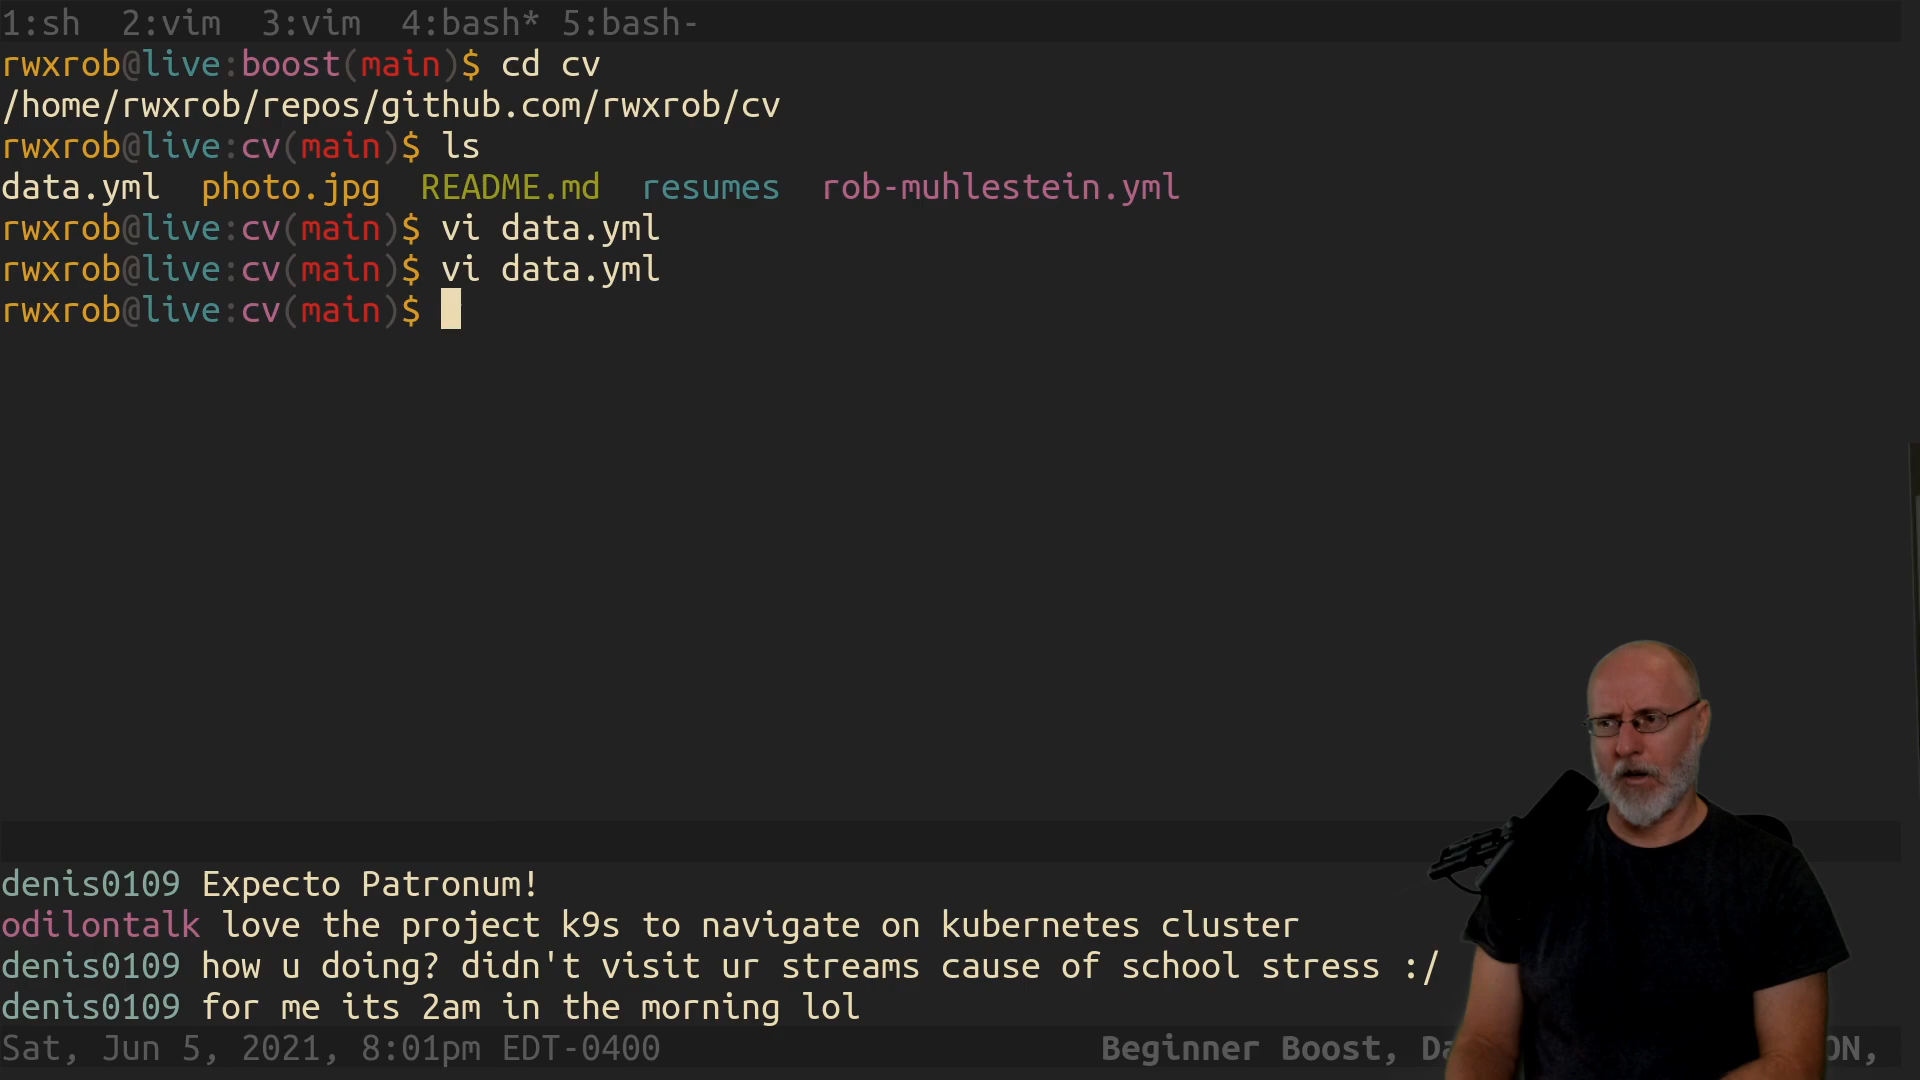 1:sh  2:vim  3:vim  4:bash* 5:bash-
rwxrob@live:boost(main)$ cd cv
/home/rwxrob/repos/github.com/rwxrob/cv
rwxrob@live:cv(main)$ ls
data.yml  photo.jpg  README.md  resumes  rob-muhlestein.yml
rwxrob@live:cv(main)$ vi data.yml
rwxrob@live:cv(main)$ vi data.yml
rwxrob@live:cv(main)$
denis0109 Expecto Patronum!
odilontalk love the project k9s to navigate on kubernetes cluster
denis0109 how u doing? didn't visit ur streams cause of school stress :/
denis0109 for me its 2am in the morning lol
Sat, Jun 5, 2021, 8:01pm EDT-0400 Beginner Boost,